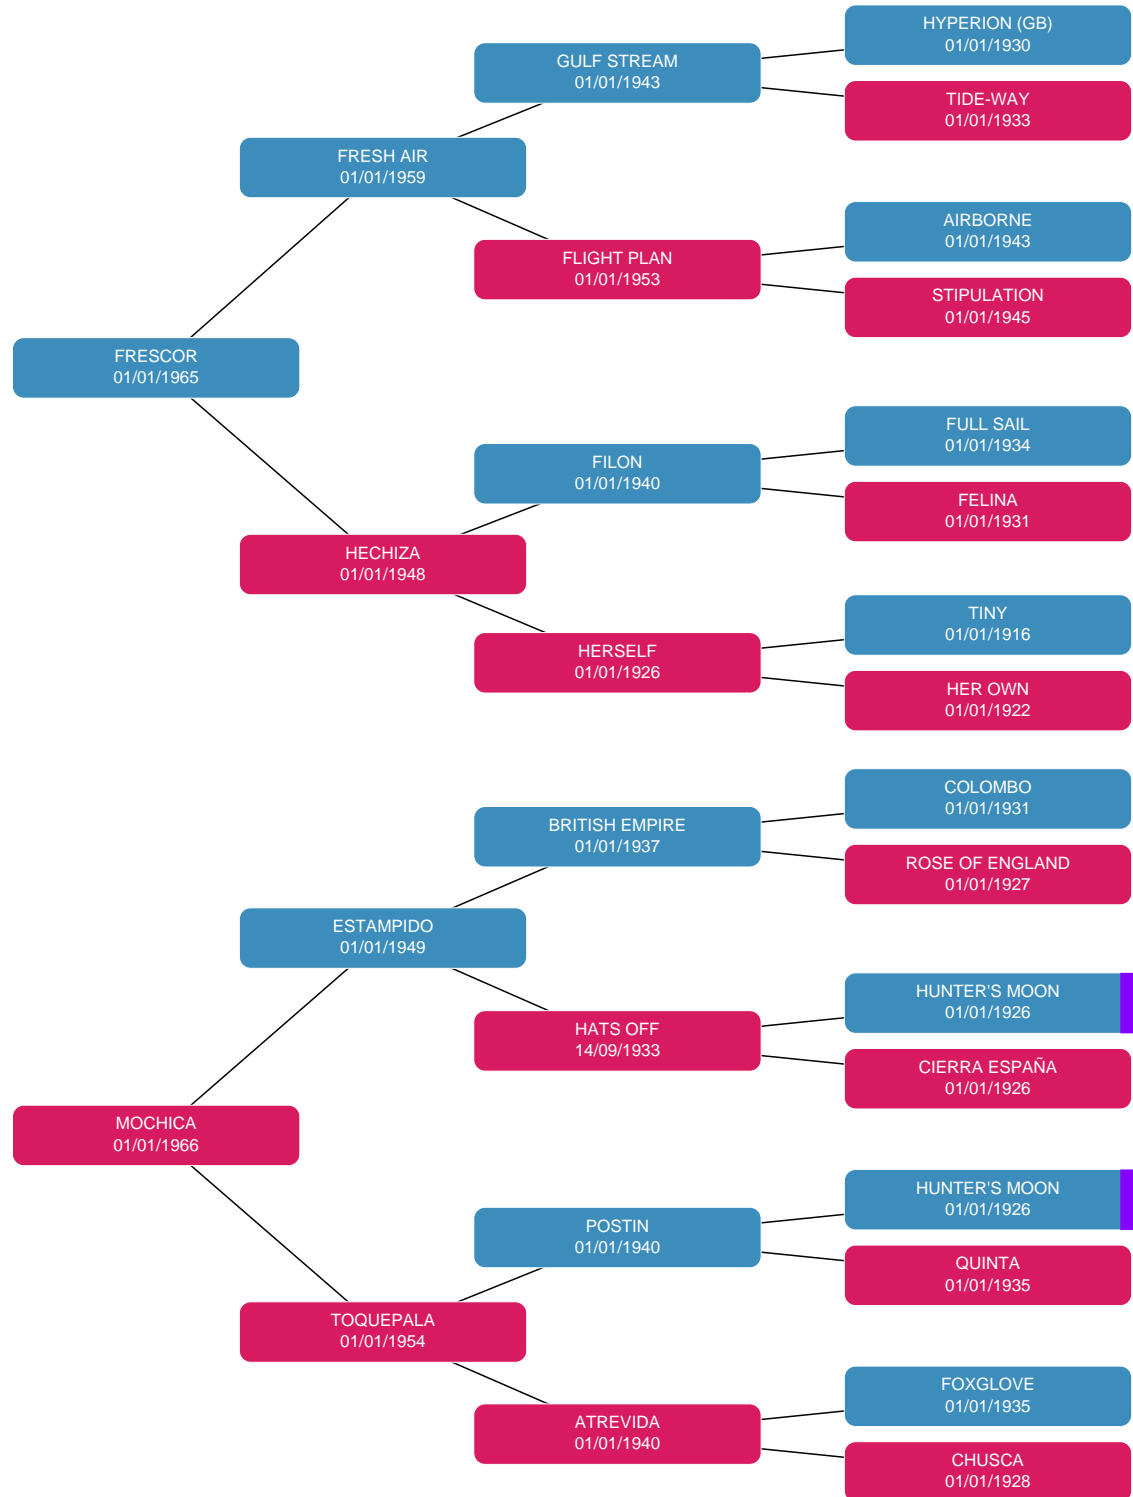 HYPERION (GB)
01/01/1930
GULF STREAM
01/01/1943
TIDE-WAY
01/01/1933
FRESH AIR
01/01/1959
AIRBORNE
01/01/1943
FLIGHT PLAN
01/01/1953
STIPULATION
01/01/1945
FRESCOR
01/01/1965
FULL SAIL
01/01/1934
FILON
01/01/1940
FELINA
01/01/1931
HECHIZA
01/01/1948
TINY
01/01/1916
HERSELF
01/01/1926
HER OWN
01/01/1922
COLOMBO
01/01/1931
BRITISH EMPIRE
01/01/1937
ROSE OF ENGLAND
01/01/1927
ESTAMPIDO
01/01/1949
HUNTER'S MOON
01/01/1926
HATS OFF
14/09/1933
CIERRA ESPAÑA
01/01/1926
MOCHICA
01/01/1966
HUNTER'S MOON
01/01/1926
POSTIN
01/01/1940
QUINTA
01/01/1935
TOQUEPALA
01/01/1954
FOXGLOVE
01/01/1935
ATREVIDA
01/01/1940
CHUSCA
01/01/1928